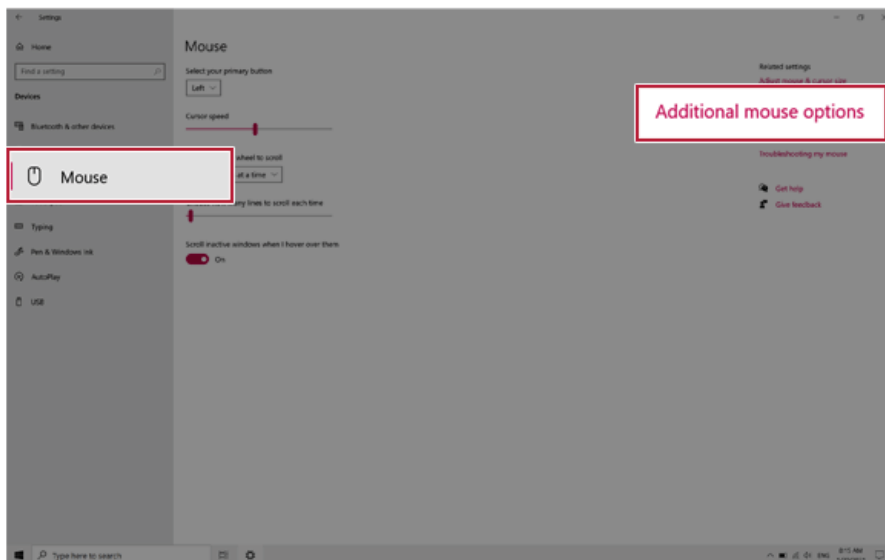 Settings
Home
Find a setting
Devices
Bluetooth & other devices
Mouse
Typing
Pen & Windows Ink
AutoPlay
USB
Mouse
Select your primary button
Left
Cursor speed
wheel to scroll
at a time
lines to scroll each time
Scroll inactive windows when I hover over them
On
Related settings
Adjust mouse & cursor size
Additional mouse options
Troubleshooting my mouse
Get help
Give feedback
Type here to search
ENG
8:15 AM